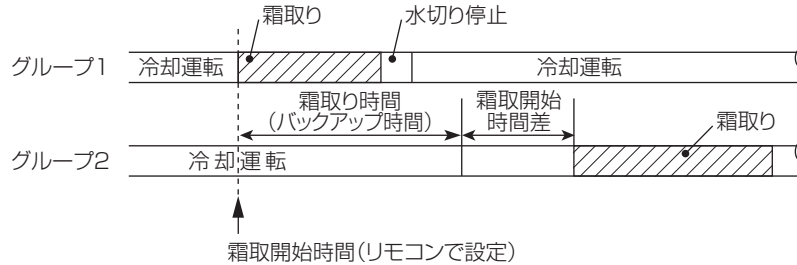 霜取り
水切り停止
グループ1
冷却運転
冷却運転
霜取り時間
(バックアップ時間)
霜取開始
時間差
霜取り
グループ2
冷却運転
霜取開始時間(リモコンで設定)